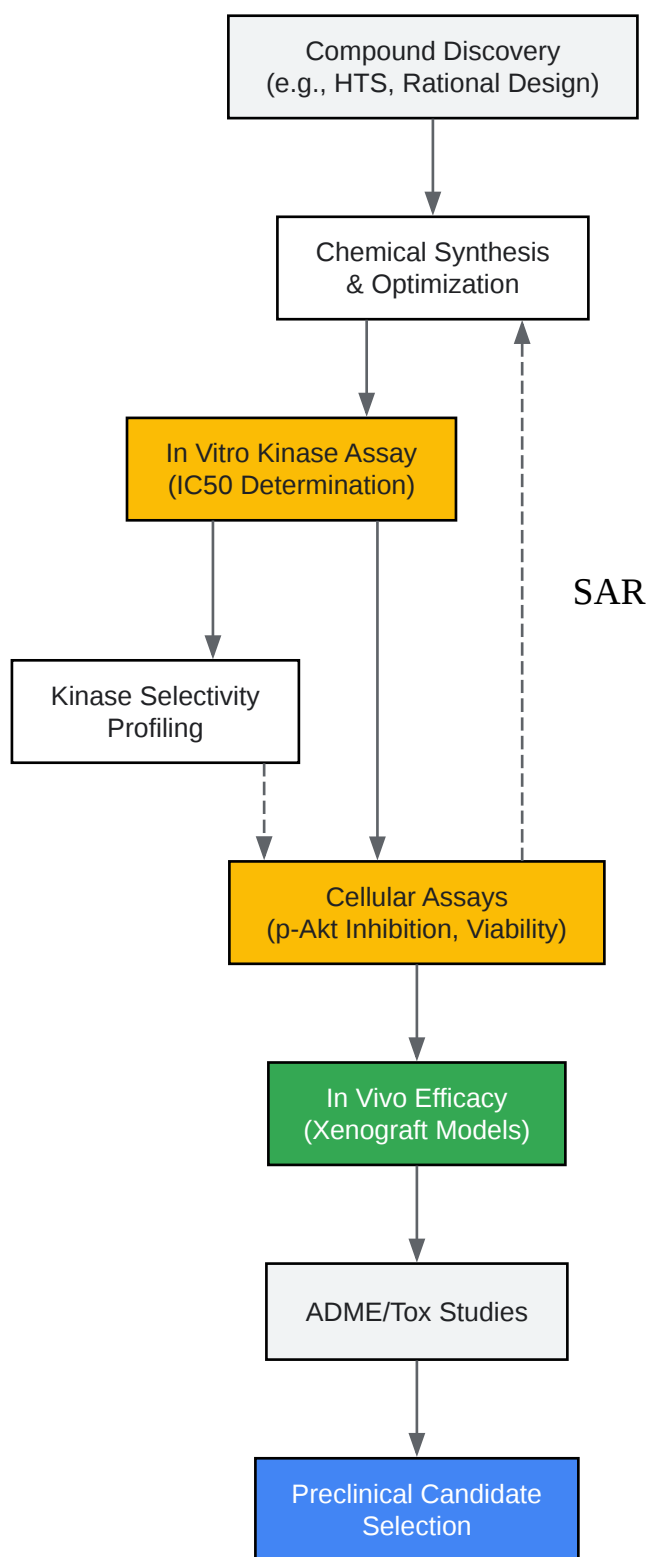 Compound Discovery
(e.g., HTS, Rational Design)
Chemical Synthesis
& Optimization
In Vitro Kinase Assay
(IC50 Determination)
SAR
Kinase Selectivity
Profiling
Cellular Assays
(p-Akt Inhibition, Viability)
In Vivo Efficacy
(Xenograft Models)
ADME/Tox Studies
Preclinical Candidate
Selection